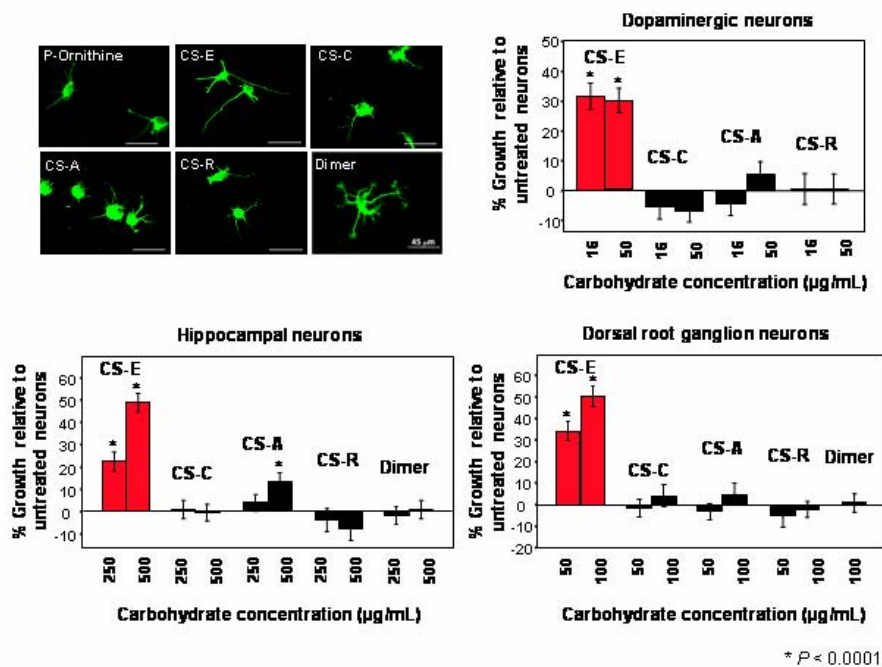 P-Ornithine
CS-E
CS-C
CS-A
CS-R
Dimer
45 µm
Dopaminergic neurons
% Growth relative to
untreated neurons
50
40
30
20
10
0
-10
CS-E
* *
CS-C
CS-A
CS-R
16 50 16 50 16 50 16 50
Carbohydrate concentration (µg/mL)
Hippocampal neurons
% Growth relative to
untreated neurons
60
50
40
30
20
10
0
-10
CS-E
*
*
CS-C
CS-A
*
CS-R
Dimer
250 500 250 500 250 500 250 500 250 500
Carbohydrate concentration (µg/mL)
Dorsal root ganglion neurons
% Growth relative to
untreated neurons
60
50
40
30
20
10
0
-10
-20
CS-E
*
*
CS-C
CS-A
CS-R
Dimer
50 100 50 100 50 100 50 100 100
Carbohydrate concentration (µg/mL)
* P < 0.0001